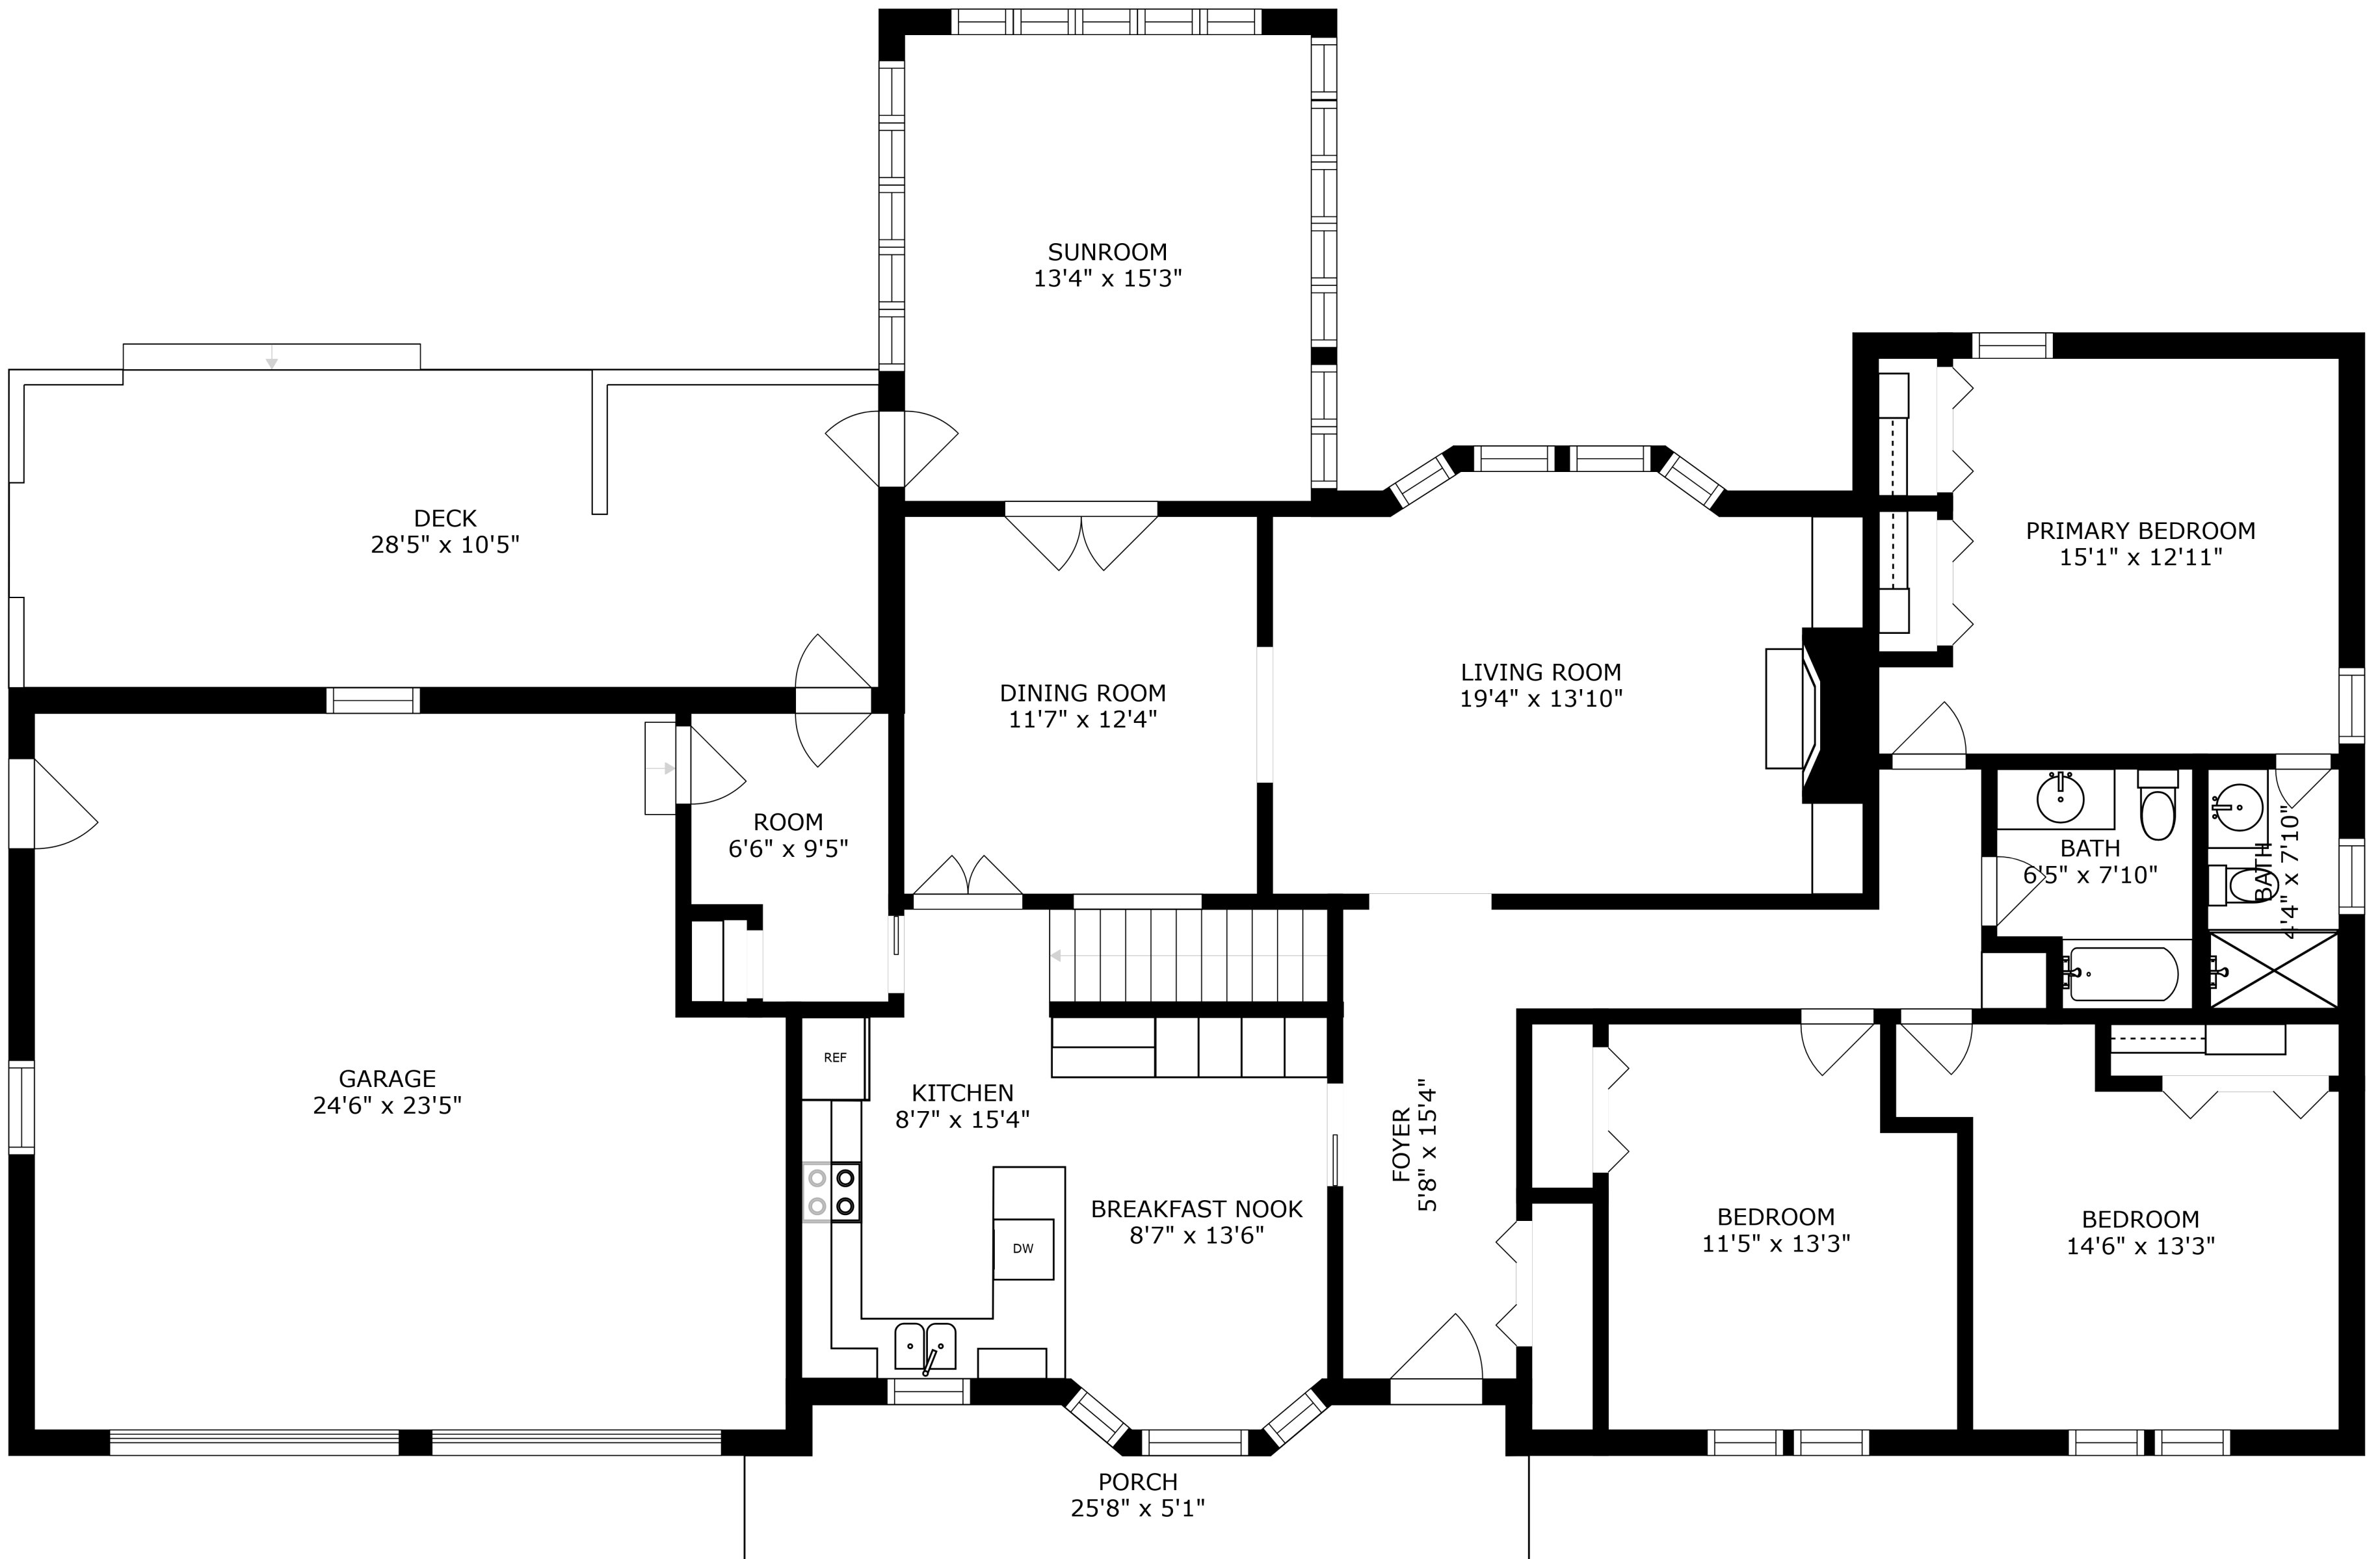 SUNROOM
13'4" x 15'3"
DECK
28'5" x 10'5"
PRIMARY BEDROOM
15'1" x 12'11"
LIVING ROOM
19'4" x 13'10"
DINING ROOM
11'7" x 12'4"
ROOM
6'6" x 9'5"
BATH
6'5" x 7'10"
BATH
4'4" x 7'10"
REF
GARAGE
24'6" x 23'5"
KITCHEN
8'7" x 15'4"
FOYER
5'8" x 15'4"
BREAKFAST NOOK
8'7" x 13'6"
DW
BEDROOM
11'5" x 13'3"
BEDROOM
14'6" x 13'3"
PORCH
25'8" x 5'1"